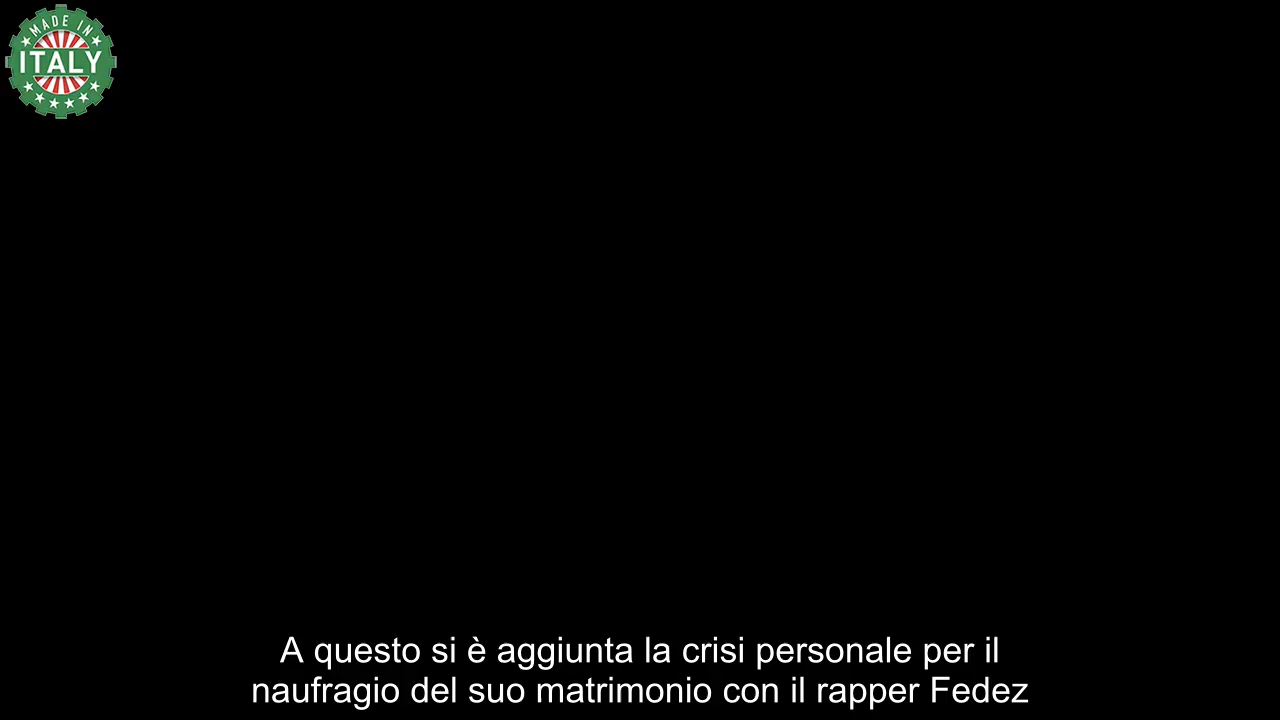 MADE IN
ITALY
A questo si è aggiunta la crisi personale per il
naufragio del suo matrimonio con il rapper Fedez